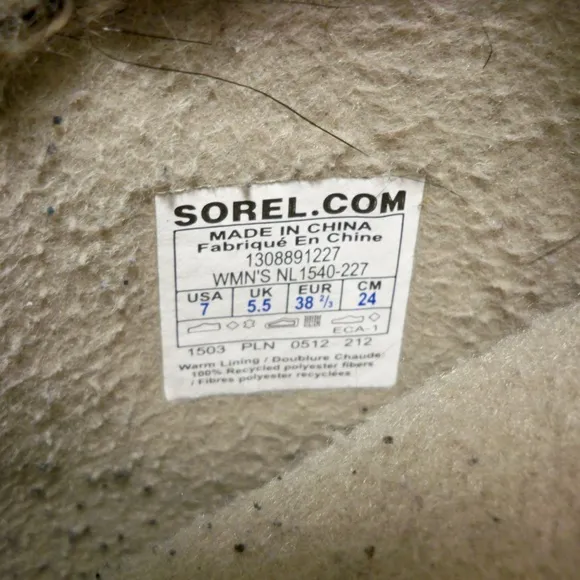 SOREL.COM
MADE IN CHINA
Fabriqué En Chine
1308891227
WMN'S NL1540-227
USA UK EUR CM
7 5.5 38 2/3 24
ECA-1
1503 PLN 0512 212
Warm Lining / Doublure Chaude:
100% Recycled polyester fibers
/ Fibres polyester recyclées